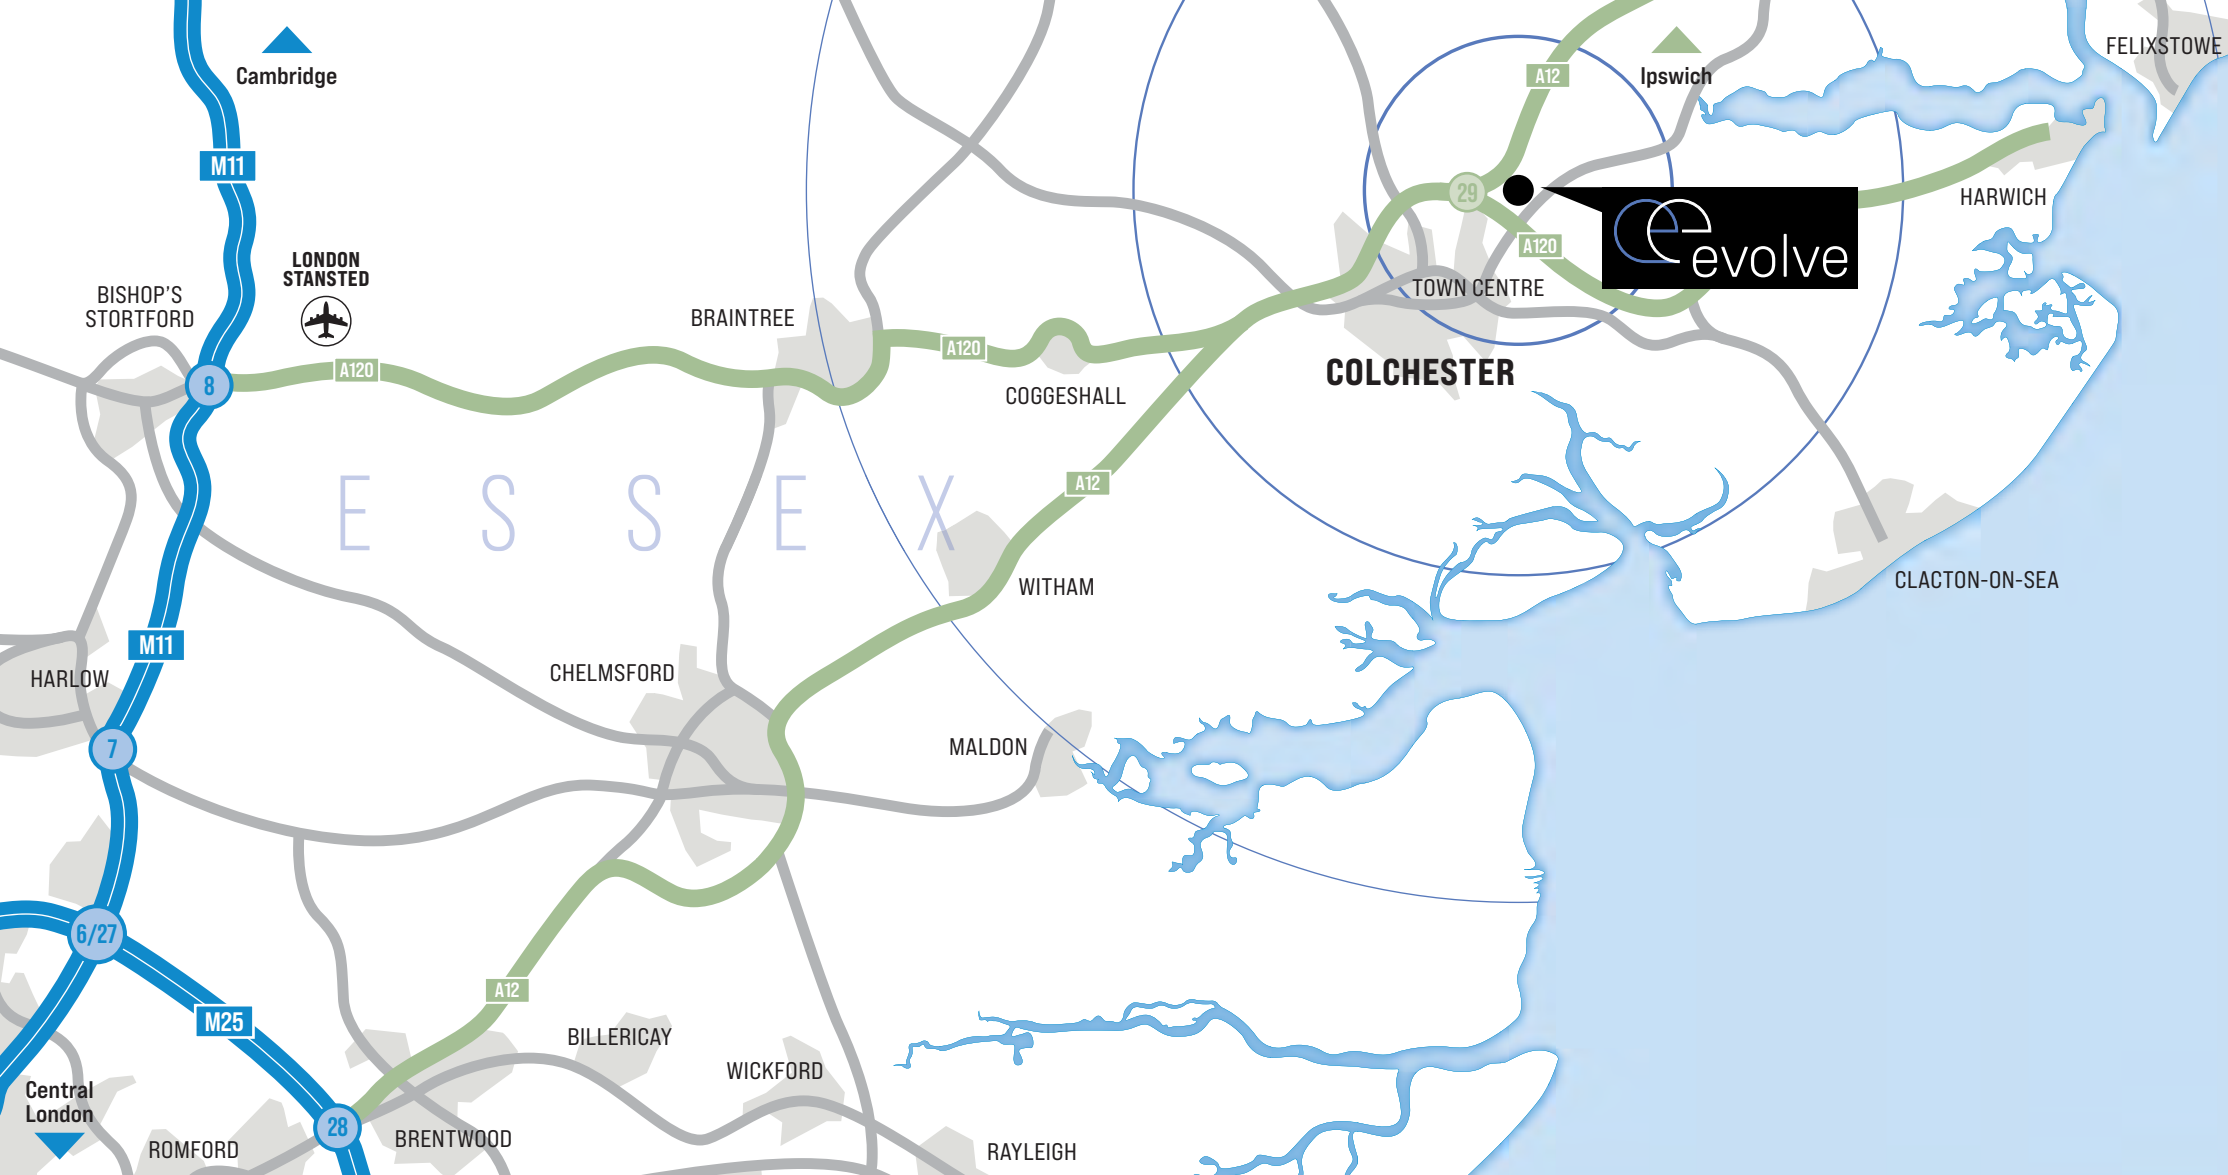 FELIXSTOWE
Cambridge
A12
Ipswich
M11
29
HARWICH
A120
evolve
LONDON
STANSTED
BISHOP'S
STORTFORD
TOWN CENTRE
BRAINTREE
A120
A120
8
COLCHESTER
COGGESHALL
A12
ESSEX
WITHAM
CLACTON-ON-SEA
M11
HARLOW
CHELMSFORD
7
MALDON
6/27
A12
M25
BILLERICAY
WICKFORD
Central
London
28
BRENTWOOD
ROMFORD
RAYLEIGH